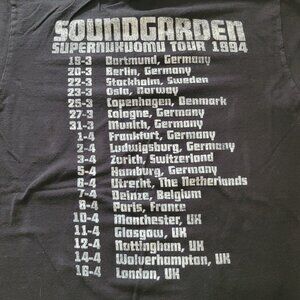 SOUNDGARDEN
SUPERNUKUOMU TOUR 1994
19-3 Dortmund, Germany
20-3 Berlin, Germany
22-3 Stockholm, Sweden
23-3 Oslo, Norway
25-3 Copenhagen, Denmark
27-3 Cologne, Germany
31-3 Munich, Germany
1-4 Frankfurt, Germany
2-4 Ludwigsburg, Germany
3-4 Zurich, Switzerland
5-4 Hamburg, Germany
6-4 Utrecht, The Netherlands
7-4 Deinze, Belgium
8-4 Paris, France
10-4 Manchester, UK
11-4 Glasgow, UK
12-4 Nottingham, UK
14-4 Wolverhampton, UK
16-4 London, UK